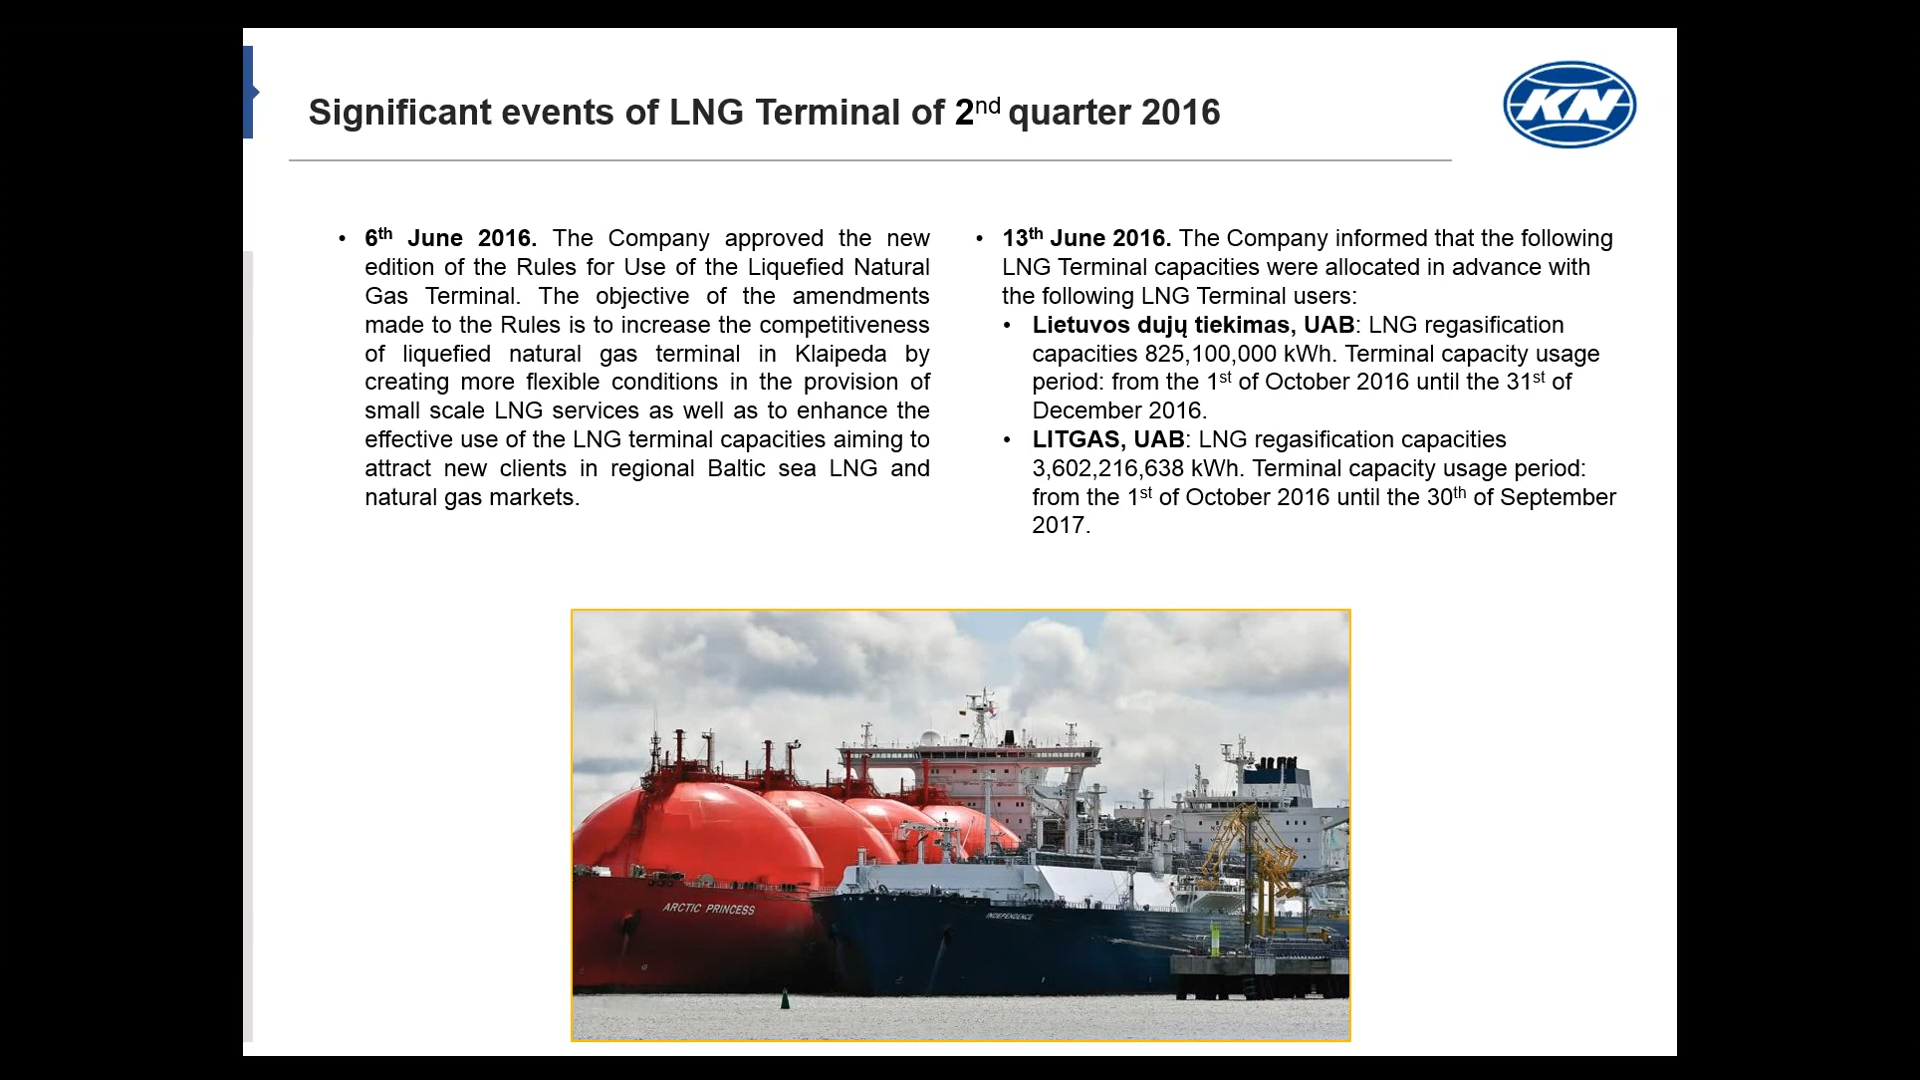 Significant events of LNG Terminal of 2nd quarter 2016
KN
• 6th June 2016. The Company approved the new
edition of the Rules for Use of the Liquefied Natural
Gas Terminal. The objective of the amendments
made to the Rules is to increase the competitiveness
of liquefied natural gas terminal in Klaipeda by
creating more flexible conditions in the provision of
small scale LNG services as well as to enhance the
effective use of the LNG terminal capacities aiming to
attract new clients in regional Baltic sea LNG and
natural gas markets.
• 13th June 2016. The Company informed that the following
LNG Terminal capacities were allocated in advance with
the following LNG Terminal users:
• Lietuvos dujų tiekimas, UAB: LNG regasification
capacities 825,100,000 kWh. Terminal capacity usage
period: from the 1st of October 2016 until the 31st of
December 2016.
• LITGAS, UAB: LNG regasification capacities
3,602,216,638 kWh. Terminal capacity usage period:
from the 1st of October 2016 until the 30th of September
2017.
ARCTIC PRINCESS
INDEPENDENCE